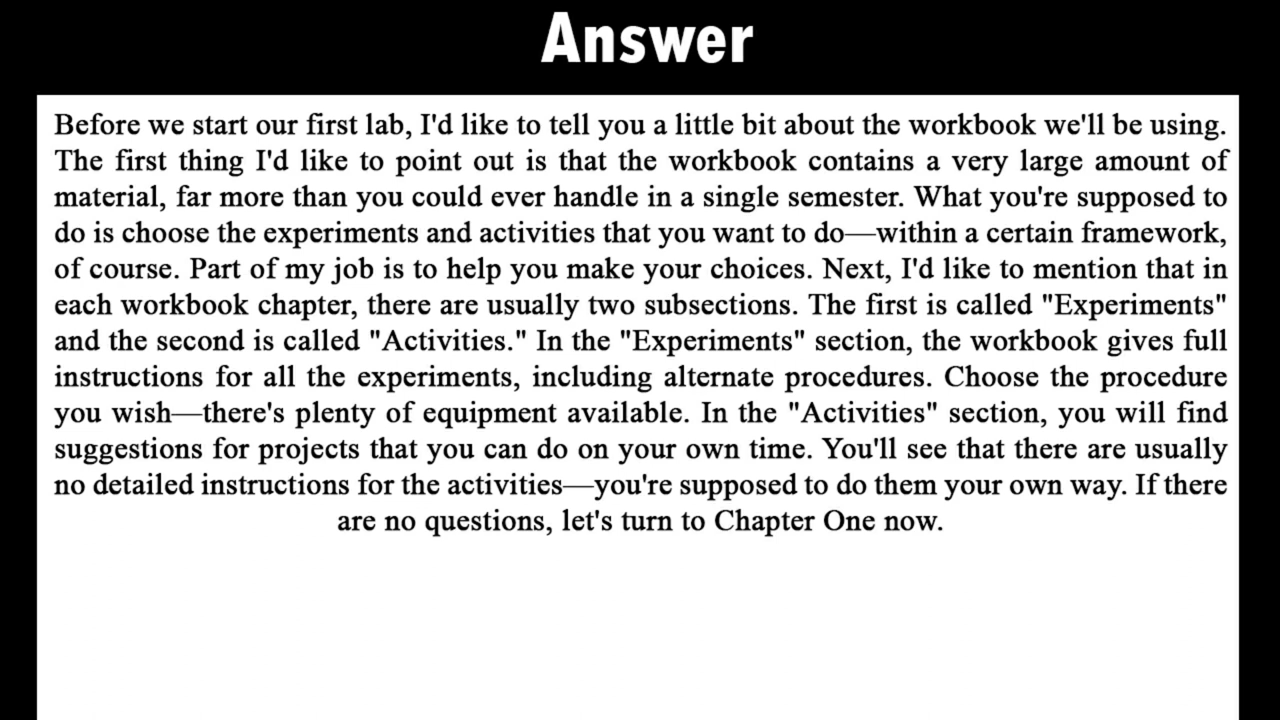 Answer
Before we start our first lab, I'd like to tell you a little bit about the workbook we'll be using.
The first thing I'd like to point out is that the workbook contains a very large amount of
material, far more than you could ever handle in a single semester. What you're supposed to
do is choose the experiments and activities that you want to do—within a certain framework,
of course. Part of my job is to help you make your choices. Next, I'd like to mention that in
each workbook chapter, there are usually two subsections. The first is called "Experiments"
and the second is called "Activities." In the "Experiments" section, the workbook gives full
instructions for all the experiments, including alternate procedures. Choose the procedure
you wish—there's plenty of equipment available. In the "Activities" section, you will find
suggestions for projects that you can do on your own time. You'll see that there are usually
no detailed instructions for the activities—you're supposed to do them your own way. If there
are no questions, let's turn to Chapter One now.